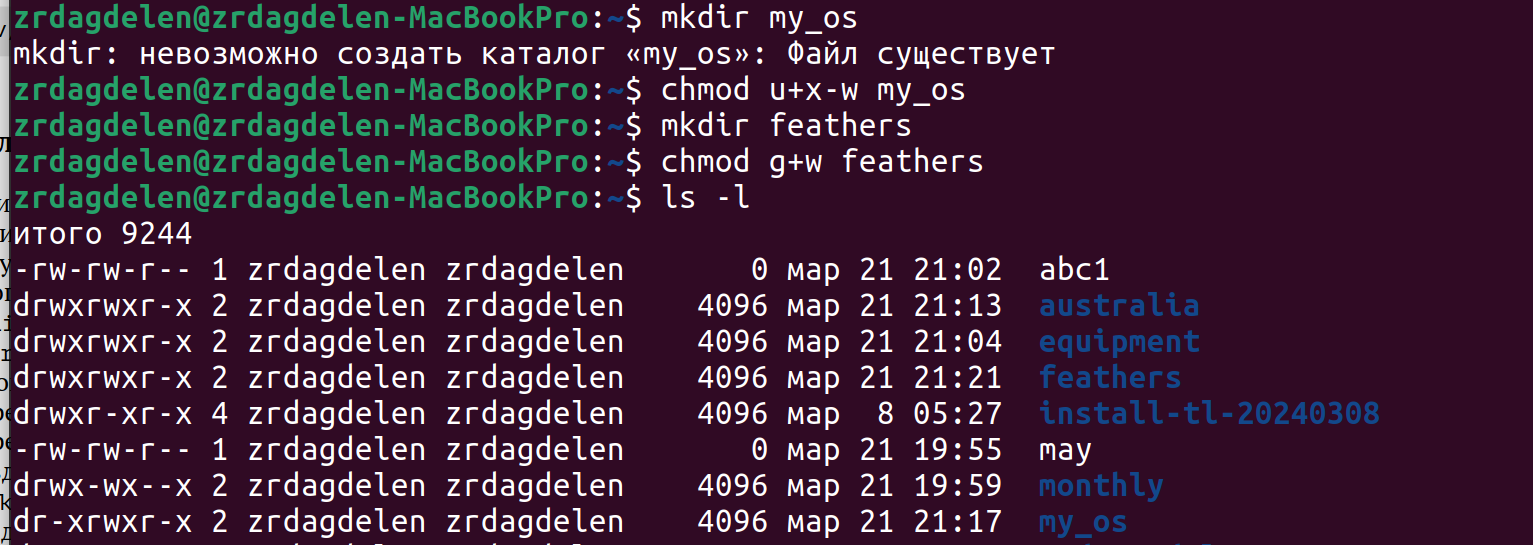 zrdagdelen@zrdagdelen-MacBookPro:~$ mkdir my_os
mkdir: невозможно создать каталог «my_os»: Файл существует
zrdagdelen@zrdagdelen-MacBookPro:~$ chmod u+x-w my_os
zrdagdelen@zrdagdelen-MacBookPro:~$ mkdir feathers
zrdagdelen@zrdagdelen-MacBookPro:~$ chmod g+w feathers
zrdagdelen@zrdagdelen-MacBookPro:~$ ls -l
итого 9244
-rw-rw-r-- 1 zrdagdelen zrdagdelen       0 мар 21 21:02  abc1
drwxrwxr-x 2 zrdagdelen zrdagdelen    4096 мар 21 21:13  australia
drwxrwxr-x 2 zrdagdelen zrdagdelen    4096 мар 21 21:04  equipment
drwxrwxr-x 2 zrdagdelen zrdagdelen    4096 мар 21 21:21  feathers
drwxr-xr-x 4 zrdagdelen zrdagdelen    4096 мар  8 05:27  install-tl-20240308
-rw-rw-r-- 1 zrdagdelen zrdagdelen       0 мар 21 19:55  may
drwx-wx--x 2 zrdagdelen zrdagdelen    4096 мар 21 19:59  monthly
dr-xrwxr-x 2 zrdagdelen zrdagdelen    4096 мар 21 21:17  my_os